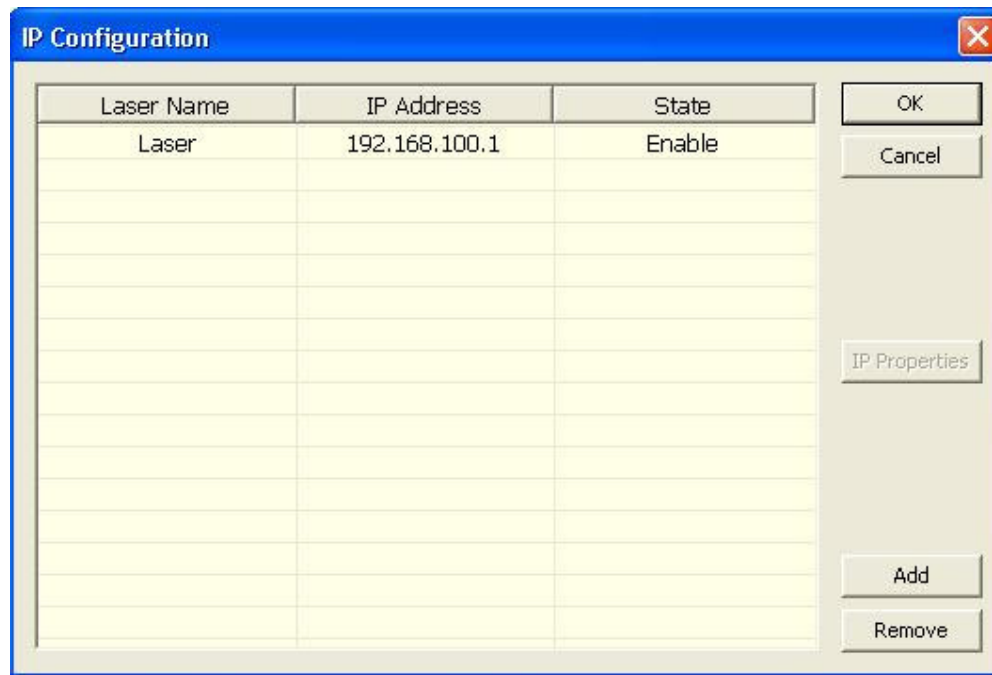 IP Configuration
Laser Name IP Address State
Laser 192.168.100.1 Enable
OK
Cancel
IP Properties
Add
Remove